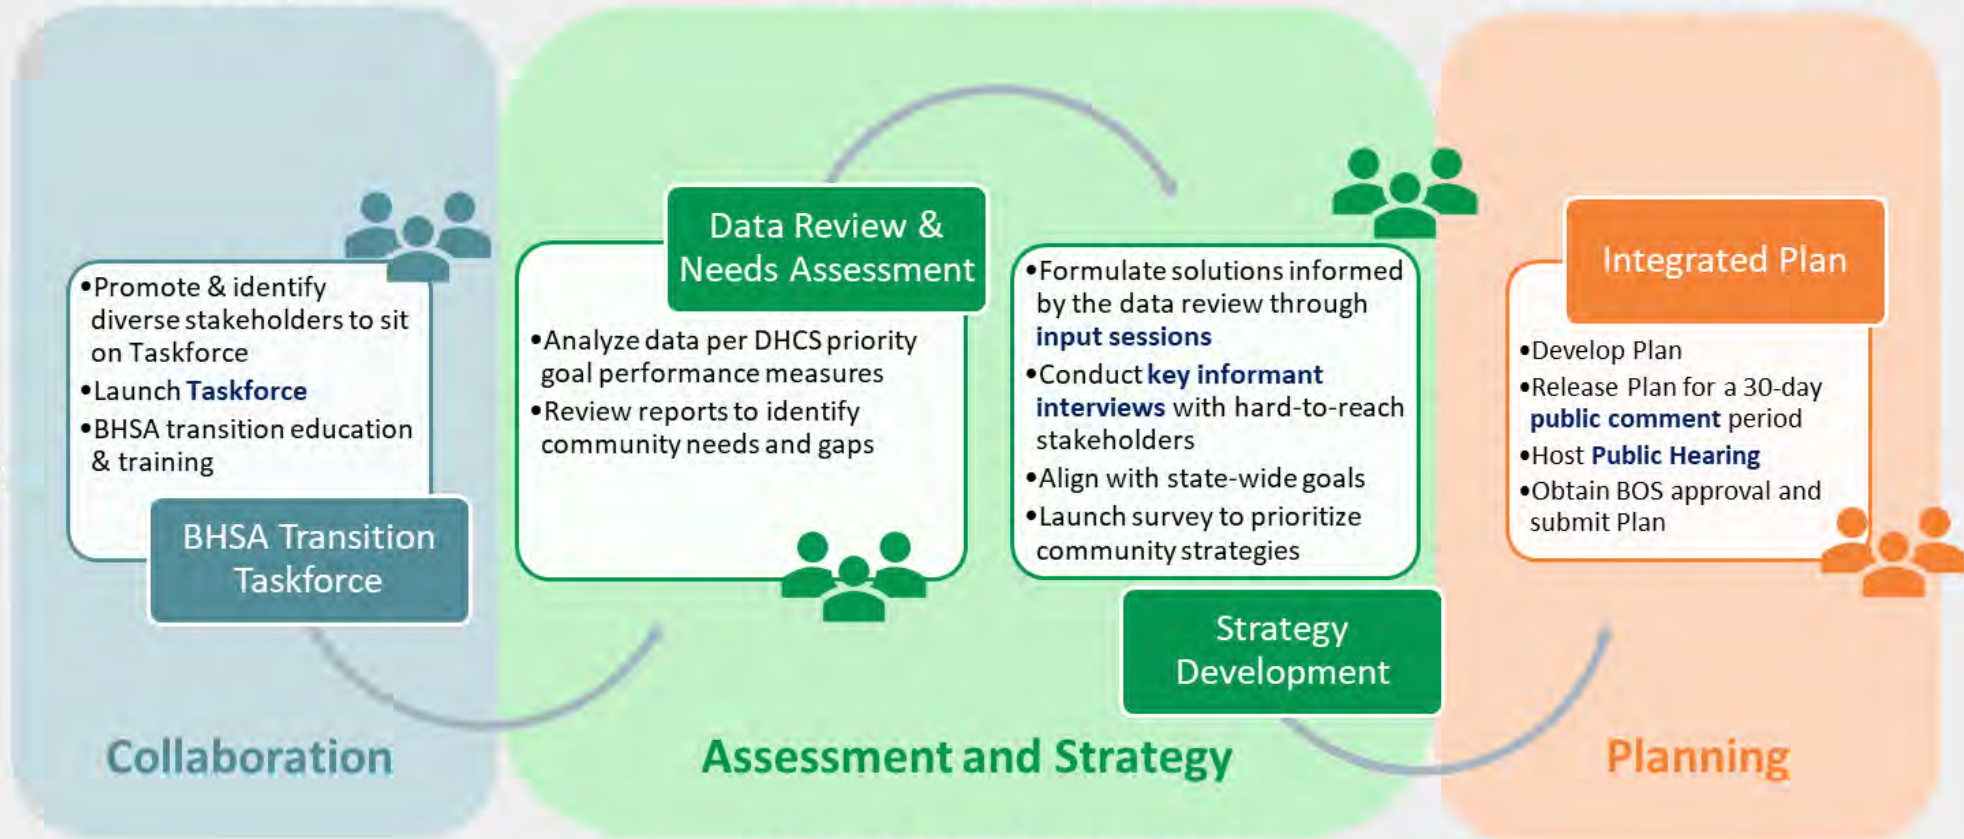 •Promote & identify
diverse stakeholders to sit
on Taskforce
•Launch Taskforce
•BHSA transition education
& training
BHSA Transition
Taskforce
Collaboration
Data Review &
Needs Assessment
•Analyze data per DHCS priority
goal performance measures
•Review reports to identify
community needs and gaps
•Formulate solutions informed
by the data review through
input sessions
•Conduct key informant
interviews with hard-to-reach
stakeholders
•Align with state-wide goals
•Launch survey to prioritize
community strategies
Strategy
Development
Assessment and Strategy
Integrated Plan
•Develop Plan
•Release Plan for a 30-day
public comment period
•Host Public Hearing
•Obtain BOS approval and
submit Plan
Planning